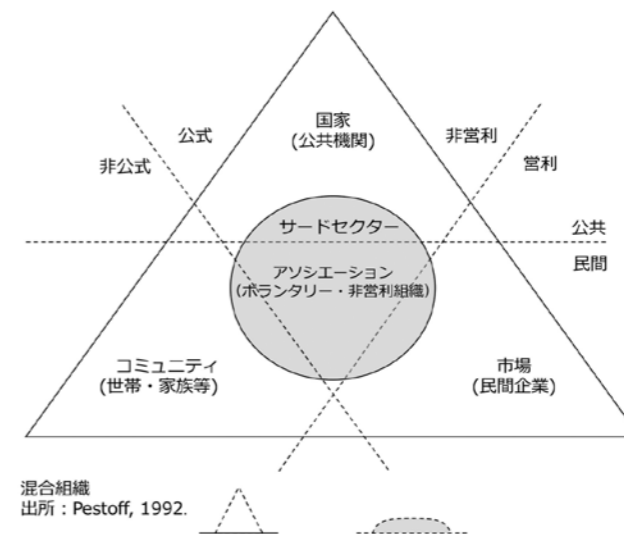 国家
(公共機関)
公式
非公式
非営利
営利
サードセクター
公共
民間
アソシエーション
(ボランタリー・非営利組織)
コミュニティ
(世帯・家族等)
市場
(民間企業)
混合組織
出所：Pestoff, 1992.